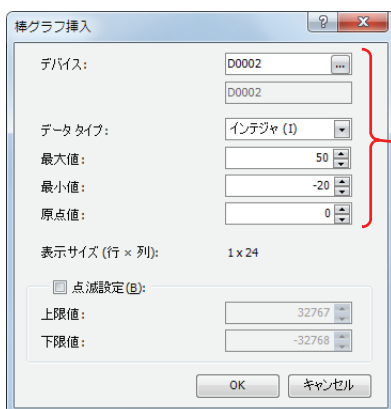 棒グラフ挿入
デバイス: D0002 ...
D0002
データ タイプ: インテジャ (I)
最大値: 50
最小値: -20
原点値: 0
表示サイズ (行 × 列): 1 x 24
点滅設定(B):
上限値: 32767
下限値: -32768
OK キャンセル